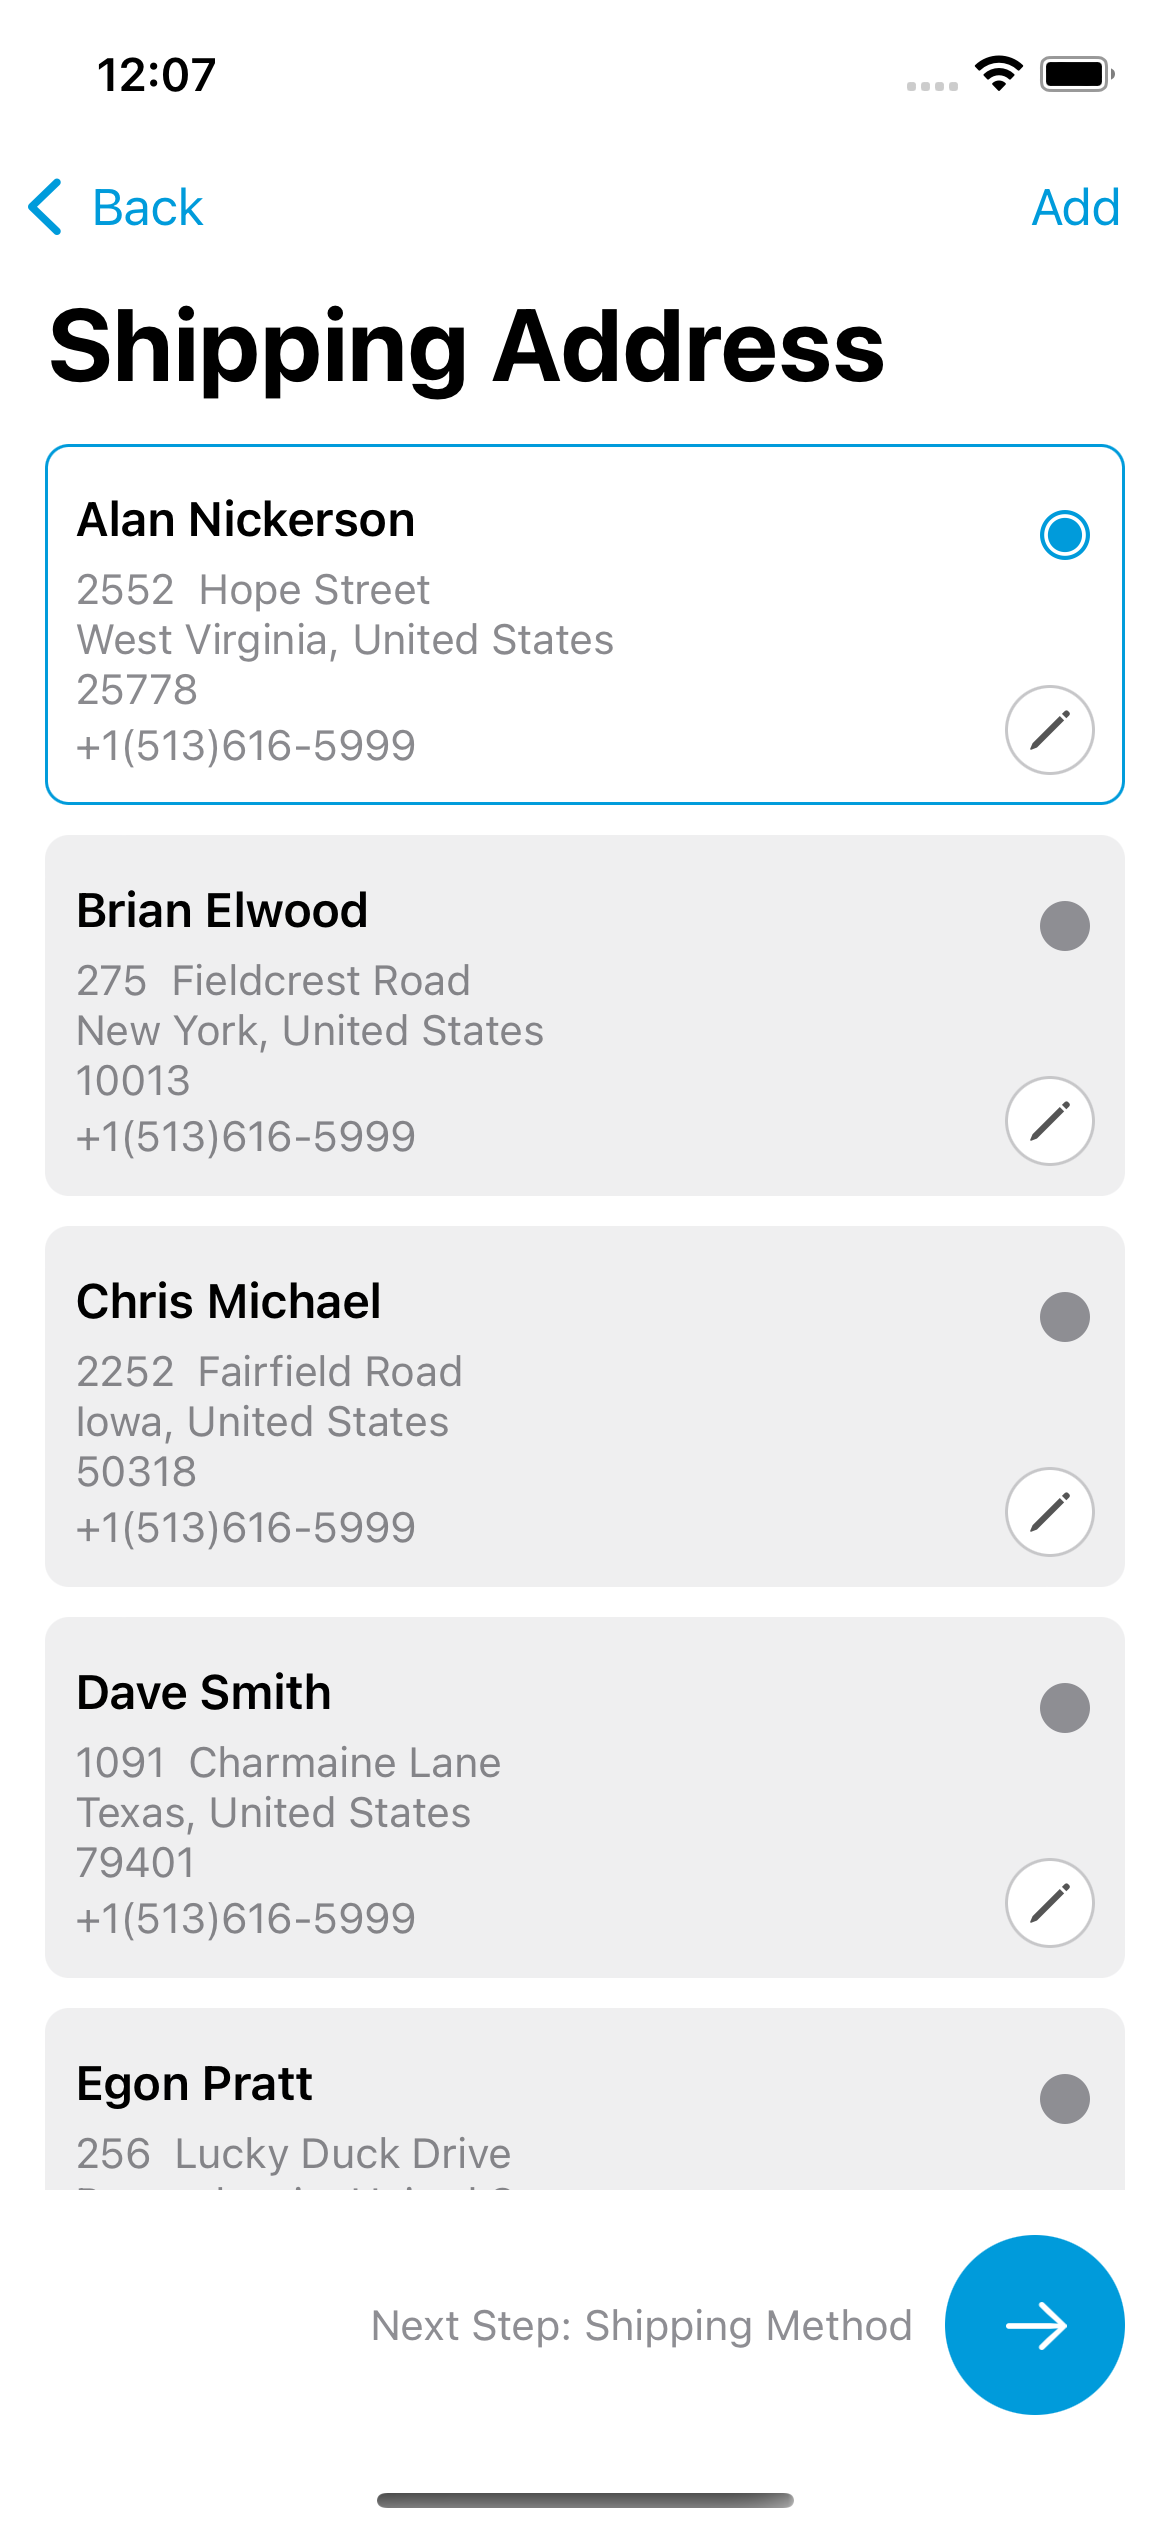 12:07
Back
Add
Shipping Address
Alan Nickerson
2552  Hope Street
West Virginia, United States
25778
+1(513)616-5999
Brian Elwood
275  Fieldcrest Road
New York, United States
10013
+1(513)616-5999
Chris Michael
2252  Fairfield Road
Iowa, United States
50318
+1(513)616-5999
Dave Smith
1091  Charmaine Lane
Texas, United States
79401
+1(513)616-5999
Egon Pratt
256  Lucky Duck Drive
Next Step: Shipping Method